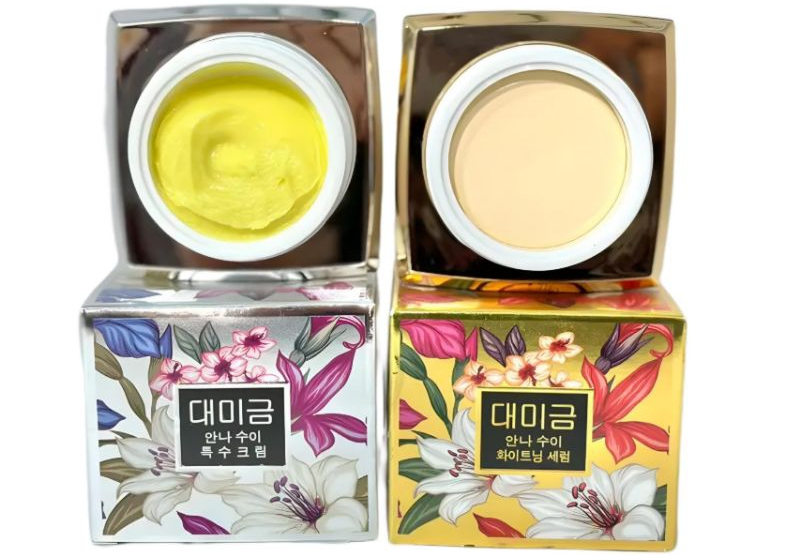 대미금
안나 수이
특수크림
대미금
안나 수이
화이트닝 세럼